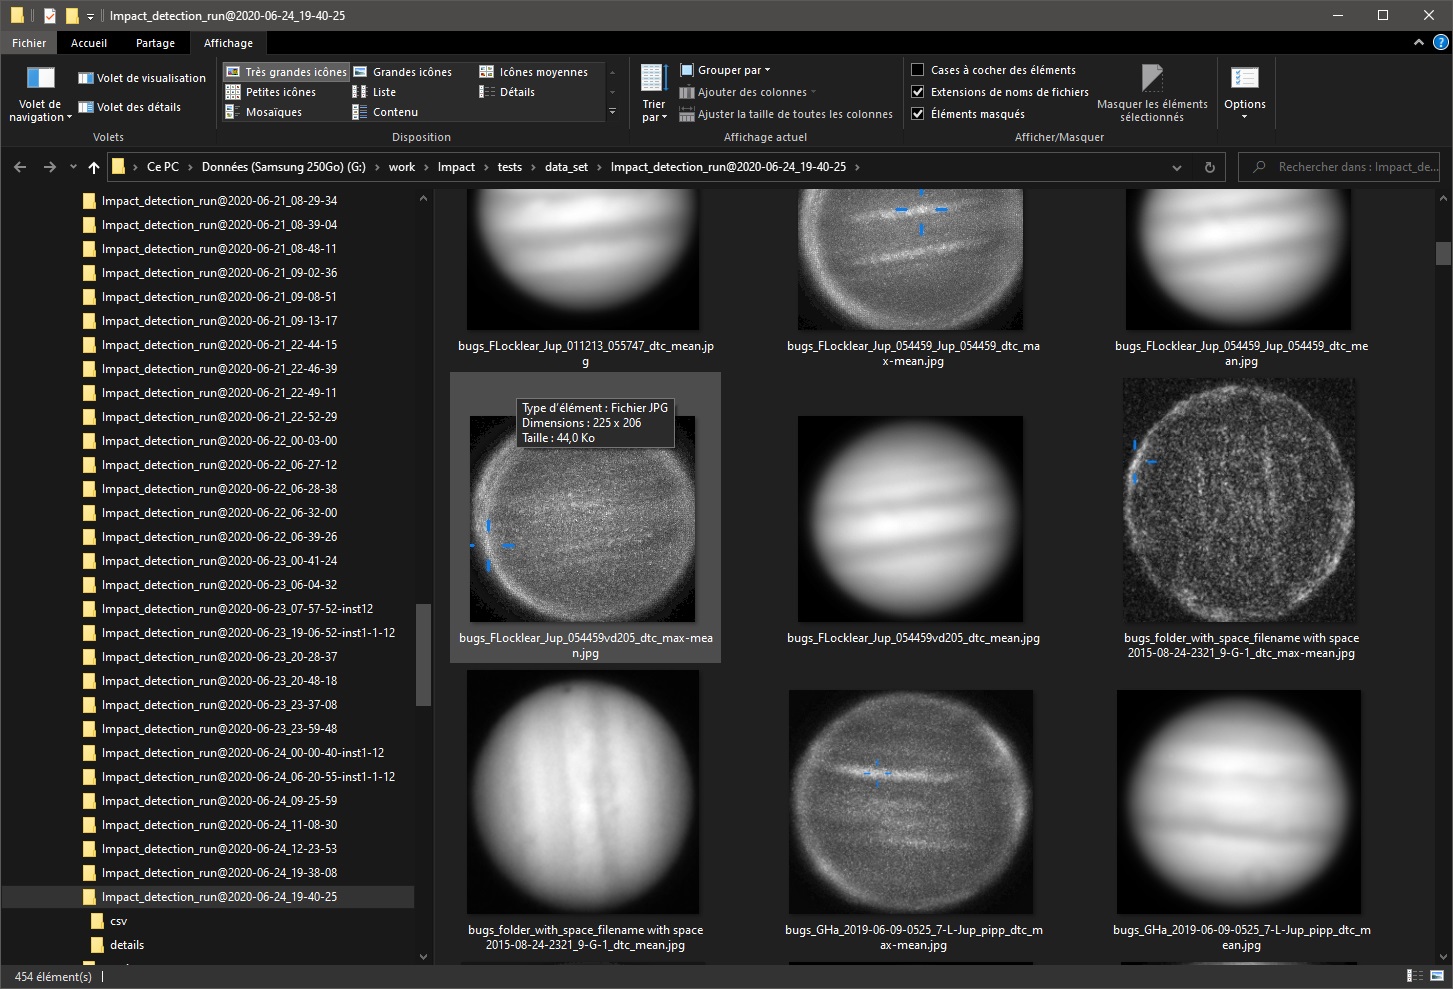 Impact_detection_run@2020-06-24_19-40-25
Fichier Accueil Partage Affichage
Volet de navigation
Volet de visualisation
Volet des détails
Volets
Très grandes icônes Grandes icônes Icônes moyennes
Petites icônes Liste Détails
Mosaïques Contenu
Disposition
Trier par
Grouper par
Ajouter des colonnes
Ajuster la taille de toutes les colonnes
Affichage actuel
Cases à cocher des éléments
Extensions de noms de fichiers
Éléments masqués
Masquer les éléments
sélectionnés
Afficher/Masquer
Options
Ce PC Données (Samsung 250Go) (G:) work Impact tests data_set Impact_detection_run@2020-06-24_19-40-25
Rechercher dans : Impact_de...
Impact_detection_run@2020-06-21_08-29-34
Impact_detection_run@2020-06-21_08-39-04
Impact_detection_run@2020-06-21_08-48-11
Impact_detection_run@2020-06-21_09-02-36
Impact_detection_run@2020-06-21_09-08-51
Impact_detection_run@2020-06-21_09-13-17
Impact_detection_run@2020-06-21_22-44-15
Impact_detection_run@2020-06-21_22-46-39
Impact_detection_run@2020-06-21_22-49-11
Impact_detection_run@2020-06-21_22-52-29
Impact_detection_run@2020-06-22_00-03-00
Impact_detection_run@2020-06-22_06-27-12
Impact_detection_run@2020-06-22_06-28-38
Impact_detection_run@2020-06-22_06-32-00
Impact_detection_run@2020-06-22_06-39-26
Impact_detection_run@2020-06-23_00-41-24
Impact_detection_run@2020-06-23_06-04-32
Impact_detection_run@2020-06-23_07-57-52-inst12
Impact_detection_run@2020-06-23_19-06-52-inst1-1-12
Impact_detection_run@2020-06-23_20-28-37
Impact_detection_run@2020-06-23_20-48-18
Impact_detection_run@2020-06-23_23-37-08
Impact_detection_run@2020-06-23_23-59-48
Impact_detection_run@2020-06-24_00-00-40-inst1-12
Impact_detection_run@2020-06-24_06-20-55-inst1-1-12
Impact_detection_run@2020-06-24_09-25-59
Impact_detection_run@2020-06-24_11-08-30
Impact_detection_run@2020-06-24_12-23-53
Impact_detection_run@2020-06-24_19-38-08
Impact_detection_run@2020-06-24_19-40-25
csv
details
bugs_FLocklear_Jup_011213_055747_dtc_mean.jp
g
bugs_FLocklear_Jup_054459_Jup_054459_dtc_ma
x-mean.jpg
bugs_FLocklear_Jup_054459_Jup_054459_dtc_me
an.jpg
Type d'élément : Fichier JPG
Dimensions : 225 x 206
Taille : 44,0 Ko
bugs_FLocklear_Jup_054459vd205_dtc_max-mea
n.jpg
bugs_FLocklear_Jup_054459vd205_dtc_mean.jpg
bugs_folder_with_space_filename with space
2015-08-24-2321_9-G-1_dtc_max-mean.jpg
bugs_folder_with_space_filename with space
2015-08-24-2321_9-G-1_dtc_mean.jpg
bugs_GHa_2019-06-09-0525_7-L-Jup_pipp_dtc_m
ax-mean.jpg
bugs_GHa_2019-06-09-0525_7-L-Jup_pipp_dtc_m
ean.jpg
454 élément(s)